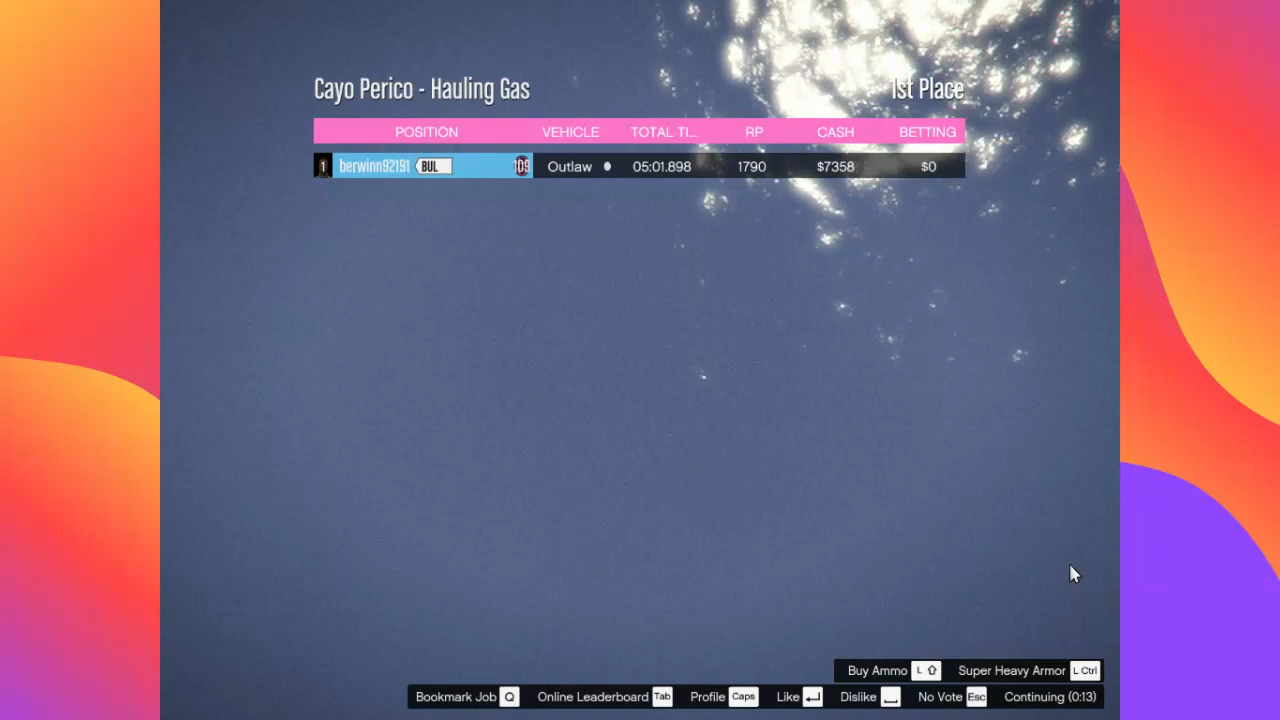 Cayo Perico - Hauling Gas 1st Place
POSITION VEHICLE TOTAL TI... RP CASH BETTING
1 berwinn92191 BUL 109 Outlaw 05:01.898 1790 $7358 $0
Buy Ammo L ⇧ Super Heavy Armor L Ctrl
Bookmark Job Q Online Leaderboard Tab Profile Caps Like Dislike No Vote Esc Continuing (0:13)